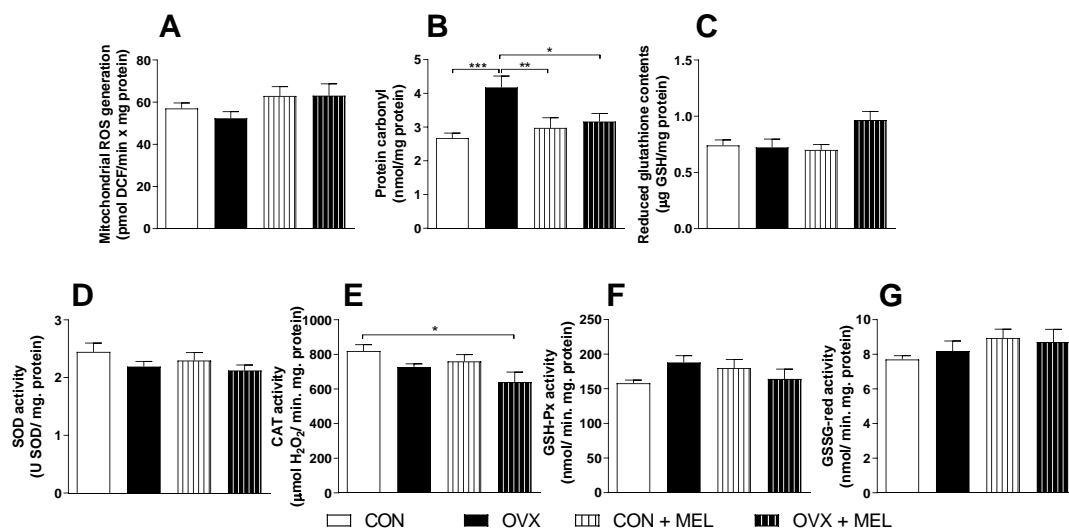 A
Mitochondrial ROS generation
(pmol DCF/min x mg protein)
80
60
40
20
0
B
Protein carbonyl
(nmol/mg protein)
5
4
3
2
1
0
***
**
*
C
Reduced glutathione contents
(µg GSH/mg protein)
1.5
1.0
0.5
0.0
D
SOD activity
(U SOD/ mg. protein)
3
2
1
0
E
CAT activity
(µmol H₂O₂/ min. mg. protein)
1000
800
600
400
200
0
*
F
GSH-Px activity
(nmol/ min. mg. protein)
250
200
150
100
50
0
G
GSSG-red activity
(nmol/ min. mg. protein)
10
8
6
4
2
0
CON OVX CON + MEL OVX + MEL